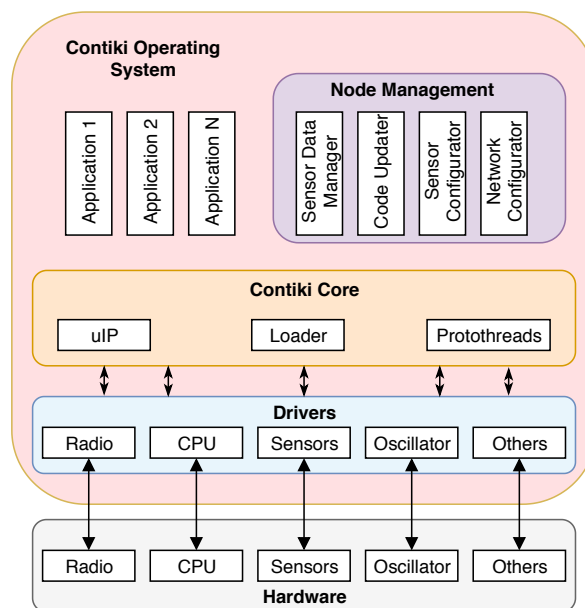 Contiki Operating
System
Node Management
Application 1
Application 2
Application N
Sensor Data
Manager
Code Updater
Sensor
Configurator
Network
Configurator
Contiki Core
uIP
Loader
Protothreads
Drivers
Radio
CPU
Sensors
Oscillator
Others
Radio
CPU
Sensors
Oscillator
Others
Hardware